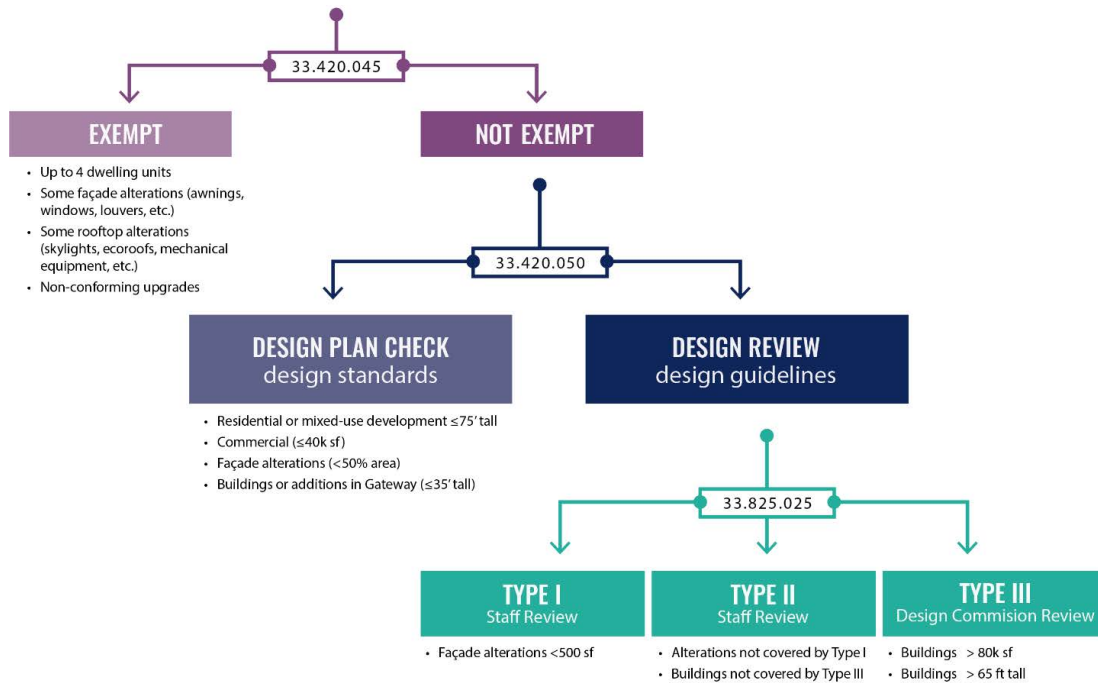 33.420.045
EXEMPT
NOT EXEMPT
• Up to 4 dwelling units
• Some façade alterations (awnings,
windows, louvers, etc.)
• Some rooftop alterations
(skylights, ecoroofs, mechanical
equipment, etc.)
• Non-conforming upgrades
33.420.050
DESIGN PLAN CHECK
design standards
DESIGN REVIEW
design guidelines
• Residential or mixed-use development ≤75' tall
• Commercial (≤40k sf)
• Façade alterations (<50% area)
• Buildings or additions in Gateway (≤35' tall)
33.825.025
TYPE I
Staff Review
TYPE II
Staff Review
TYPE III
Design Commision Review
• Façade alterations <500 sf
• Alterations not covered by Type I
• Buildings not covered by Type III
• Buildings > 80k sf
• Buildings > 65 ft tall